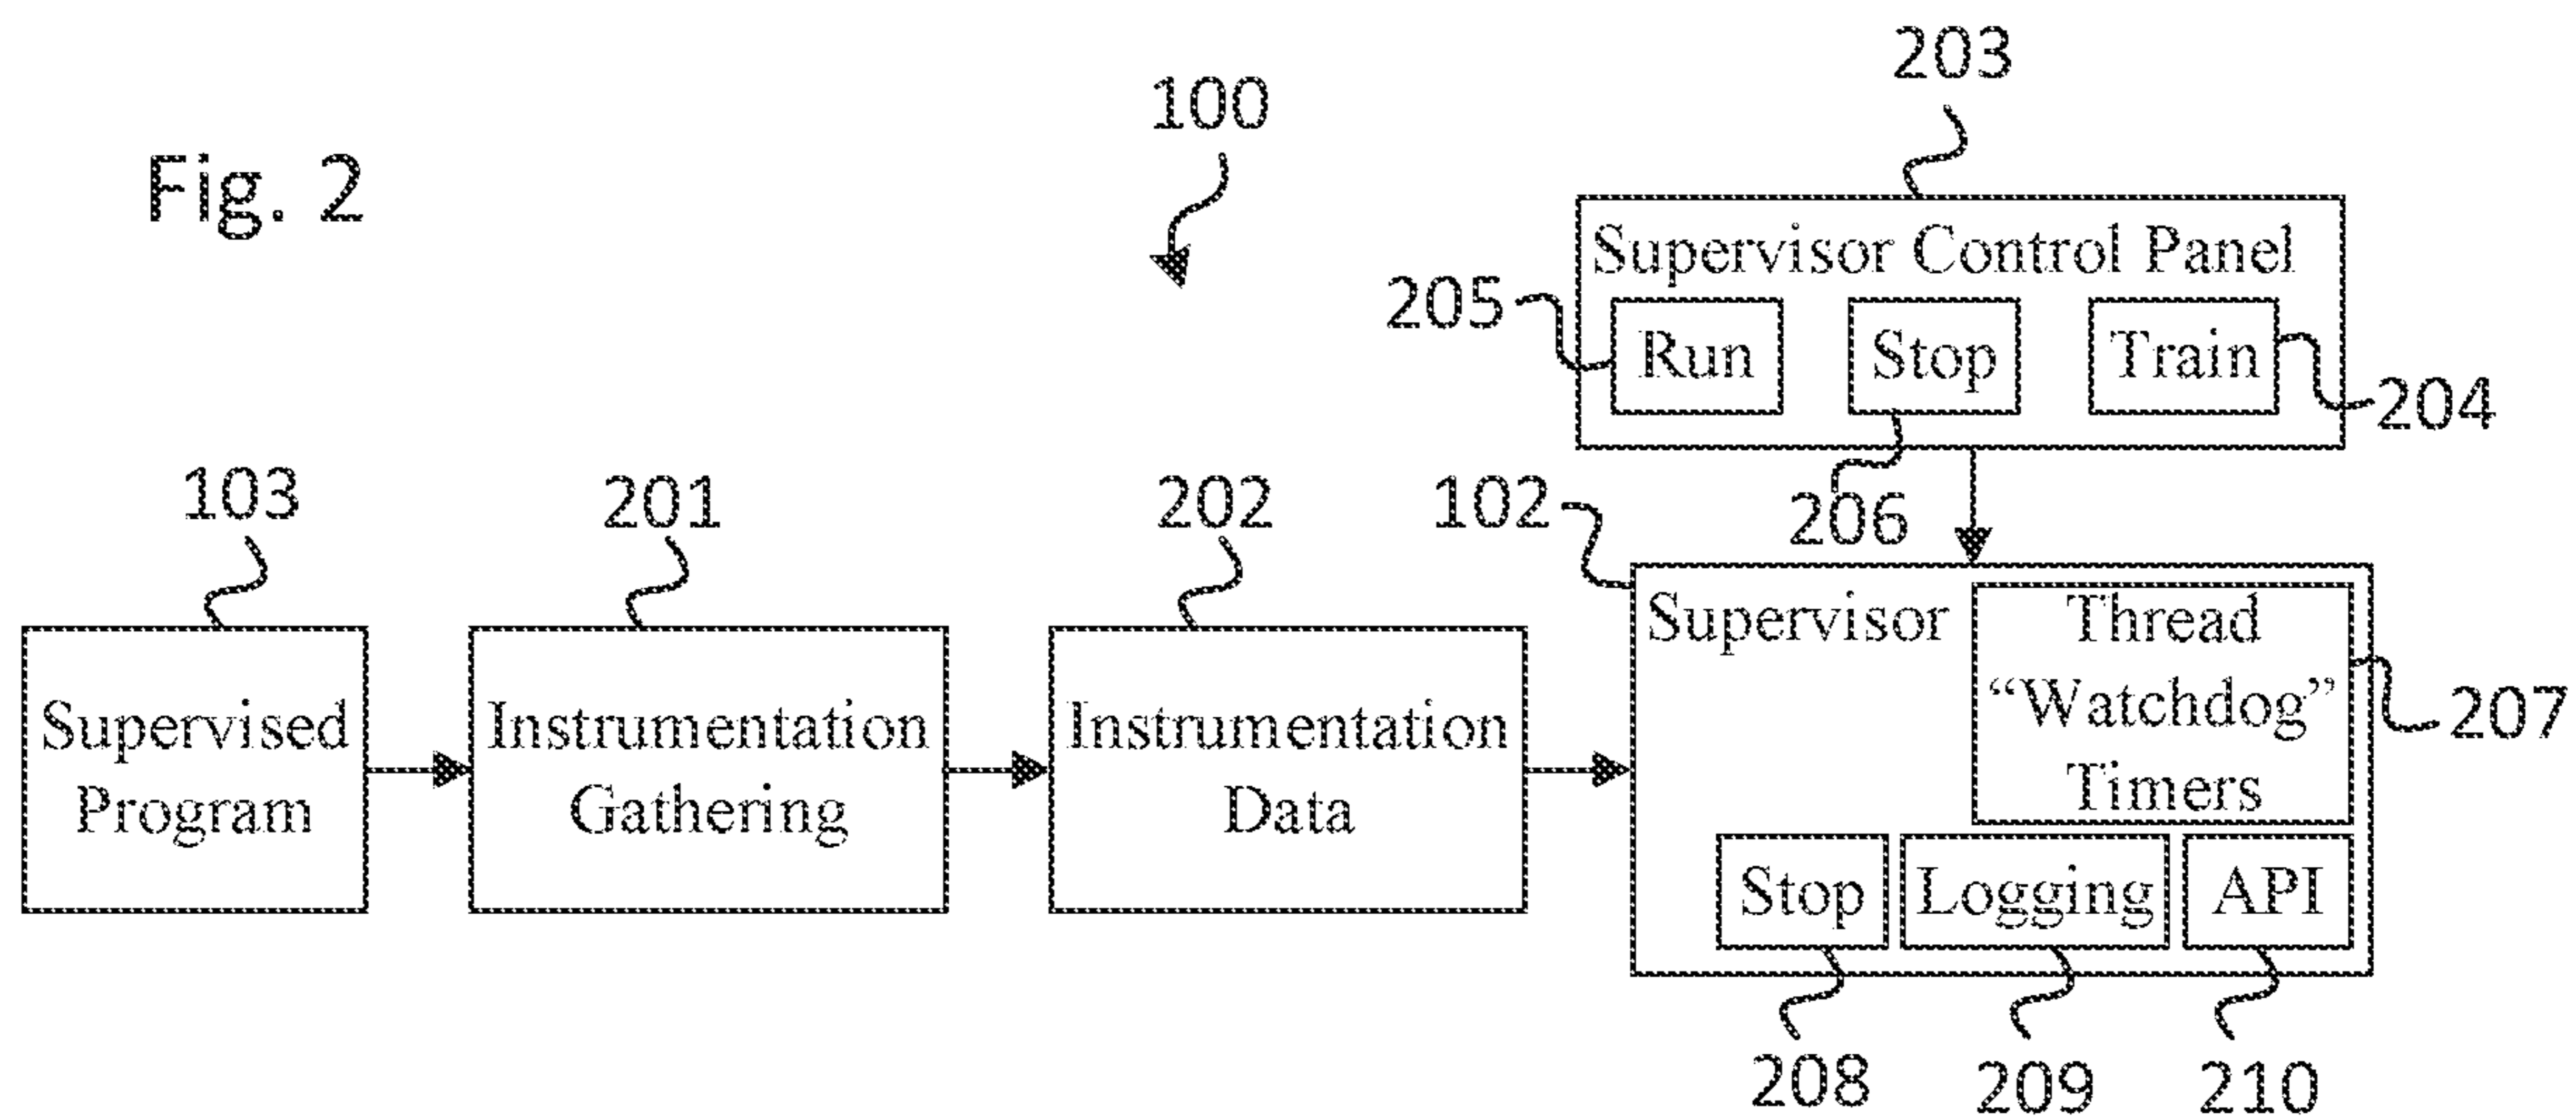 203
100
Fig. 2
Supervisor Control Panel
205
Run
Stop
Train
204
103
201
202
102
206
Supervisor
Thread
“Watchdog”
Timers
207
Supervised
Program
Instrumentation
Gathering
Instrumentation
Data
Stop
Logging
API
208
209
210